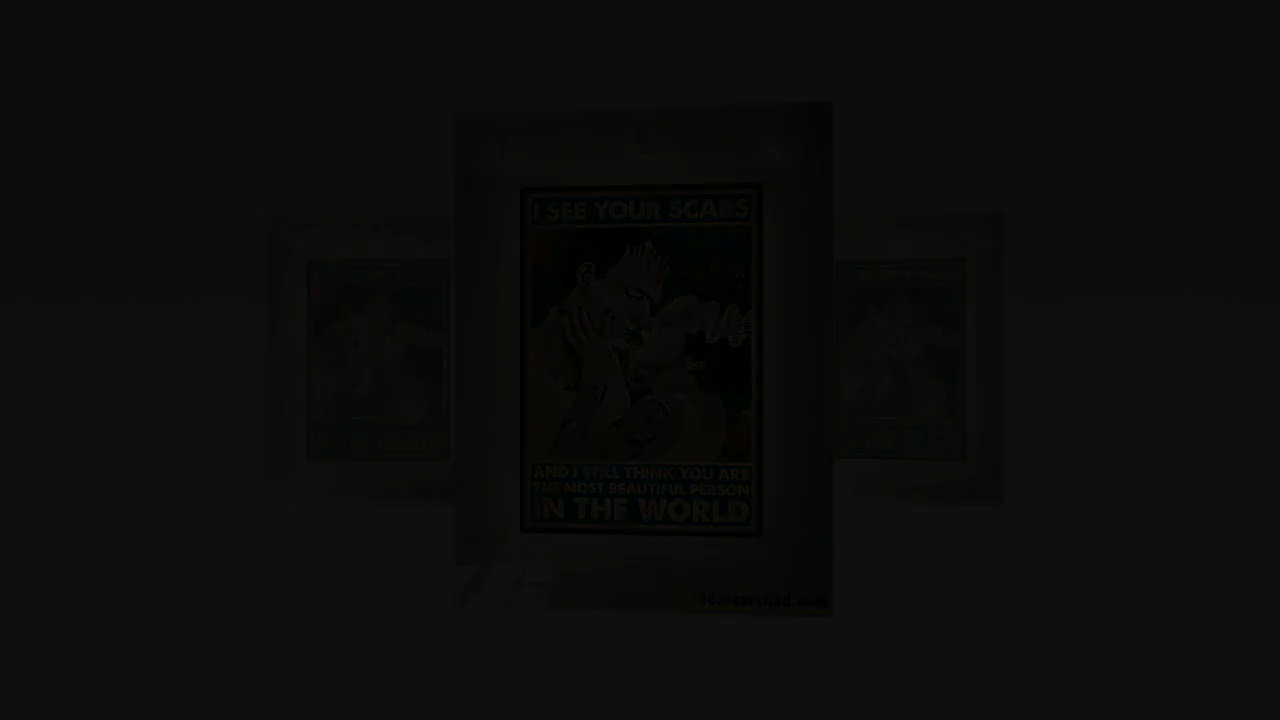 I SEE YOUR SCARS
AND I STILL THINK YOU ARE
THE MOST BEAUTIFUL PERSON
IN THE WORLD